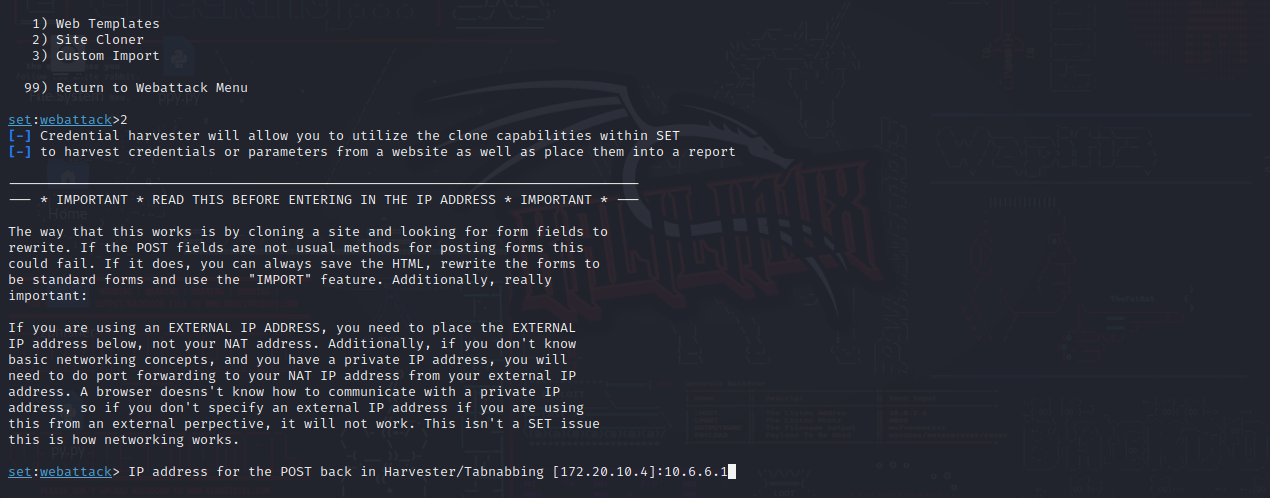 1) Web Templates
2) Site Cloner
3) Custom Import
99) Return to Webattack Menu
set:webattack>2
[-] Credential harvester will allow you to utilize the clone capabilities within SET
[-] to harvest credentials or parameters from a website as well as place them into a report
--- * IMPORTANT * READ THIS BEFORE ENTERING IN THE IP ADDRESS * IMPORTANT * ---
The way that this works is by cloning a site and looking for form fields to
rewrite. If the POST fields are not usual methods for posting forms this
could fail. If it does, you can always save the HTML, rewrite the forms to
be standard forms and use the "IMPORT" feature. Additionally, really
important:
If you are using an EXTERNAL IP ADDRESS, you need to place the EXTERNAL
IP address below, not your NAT address. Additionally, if you don't know
basic networking concepts, and you have a private IP address, you will
need to do port forwarding to your NAT IP address from your external IP
address. A browser doesns't know how to communicate with a private IP
address, so if you don't specify an external IP address if you are using
this from an external perpective, it will not work. This isn't a SET issue
this is how networking works.
set:webattack> IP address for the POST back in Harvester/Tabnabbing [172.20.10.4]:10.6.6.1
KALI LINUX
Home
ppy.py
py.py